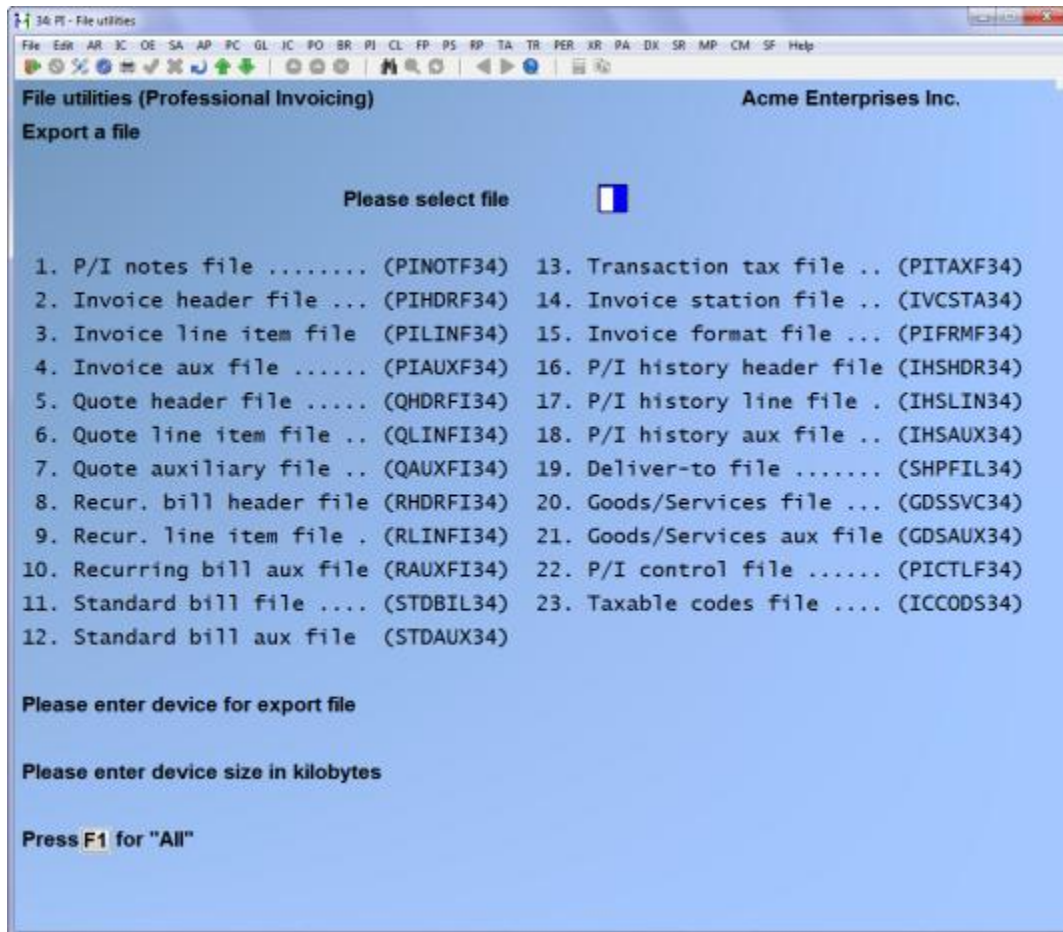 34: PI - File utilities
File Edit AR IC OE SA AP PC GL JC PO BR PJ CL FP PS RP TA TR PER XR PA DX SR MP CM SF Help
File utilities (Professional Invoicing) Acme Enterprises Inc.
Export a file
Please select file
1. P/I notes file ........ (PINOTF34) 13. Transaction tax file .. (PITAXF34)
2. Invoice header file ... (PIHDRF34) 14. Invoice station file .. (IVCSTA34)
3. Invoice line item file (PILINF34) 15. Invoice format file ... (PIFRMF34)
4. Invoice aux file ...... (PIAUXF34) 16. P/I history header file (IHSHDR34)
5. Quote header file ..... (QHDRFI34) 17. P/I history line file . (IHSLIN34)
6. Quote line item file .. (QLINFI34) 18. P/I history aux file .. (IHSAUX34)
7. Quote auxiliary file .. (QAUXFI34) 19. Deliver-to file ....... (SHPFIL34)
8. Recur. bill header file (RHDRFI34) 20. Goods/Services file ... (GDSSVC34)
9. Recur. line item file . (RLINFI34) 21. Goods/Services aux file (GDSAUX34)
10. Recurring bill aux file (RAUXFI34) 22. P/I control file ...... (PICTLF34)
11. Standard bill file .... (STDBIL34) 23. Taxable codes file .... (ICCODS34)
12. Standard bill aux file (STDAUX34)
Please enter device for export file
Please enter device size in kilobytes
Press F1 for "All"